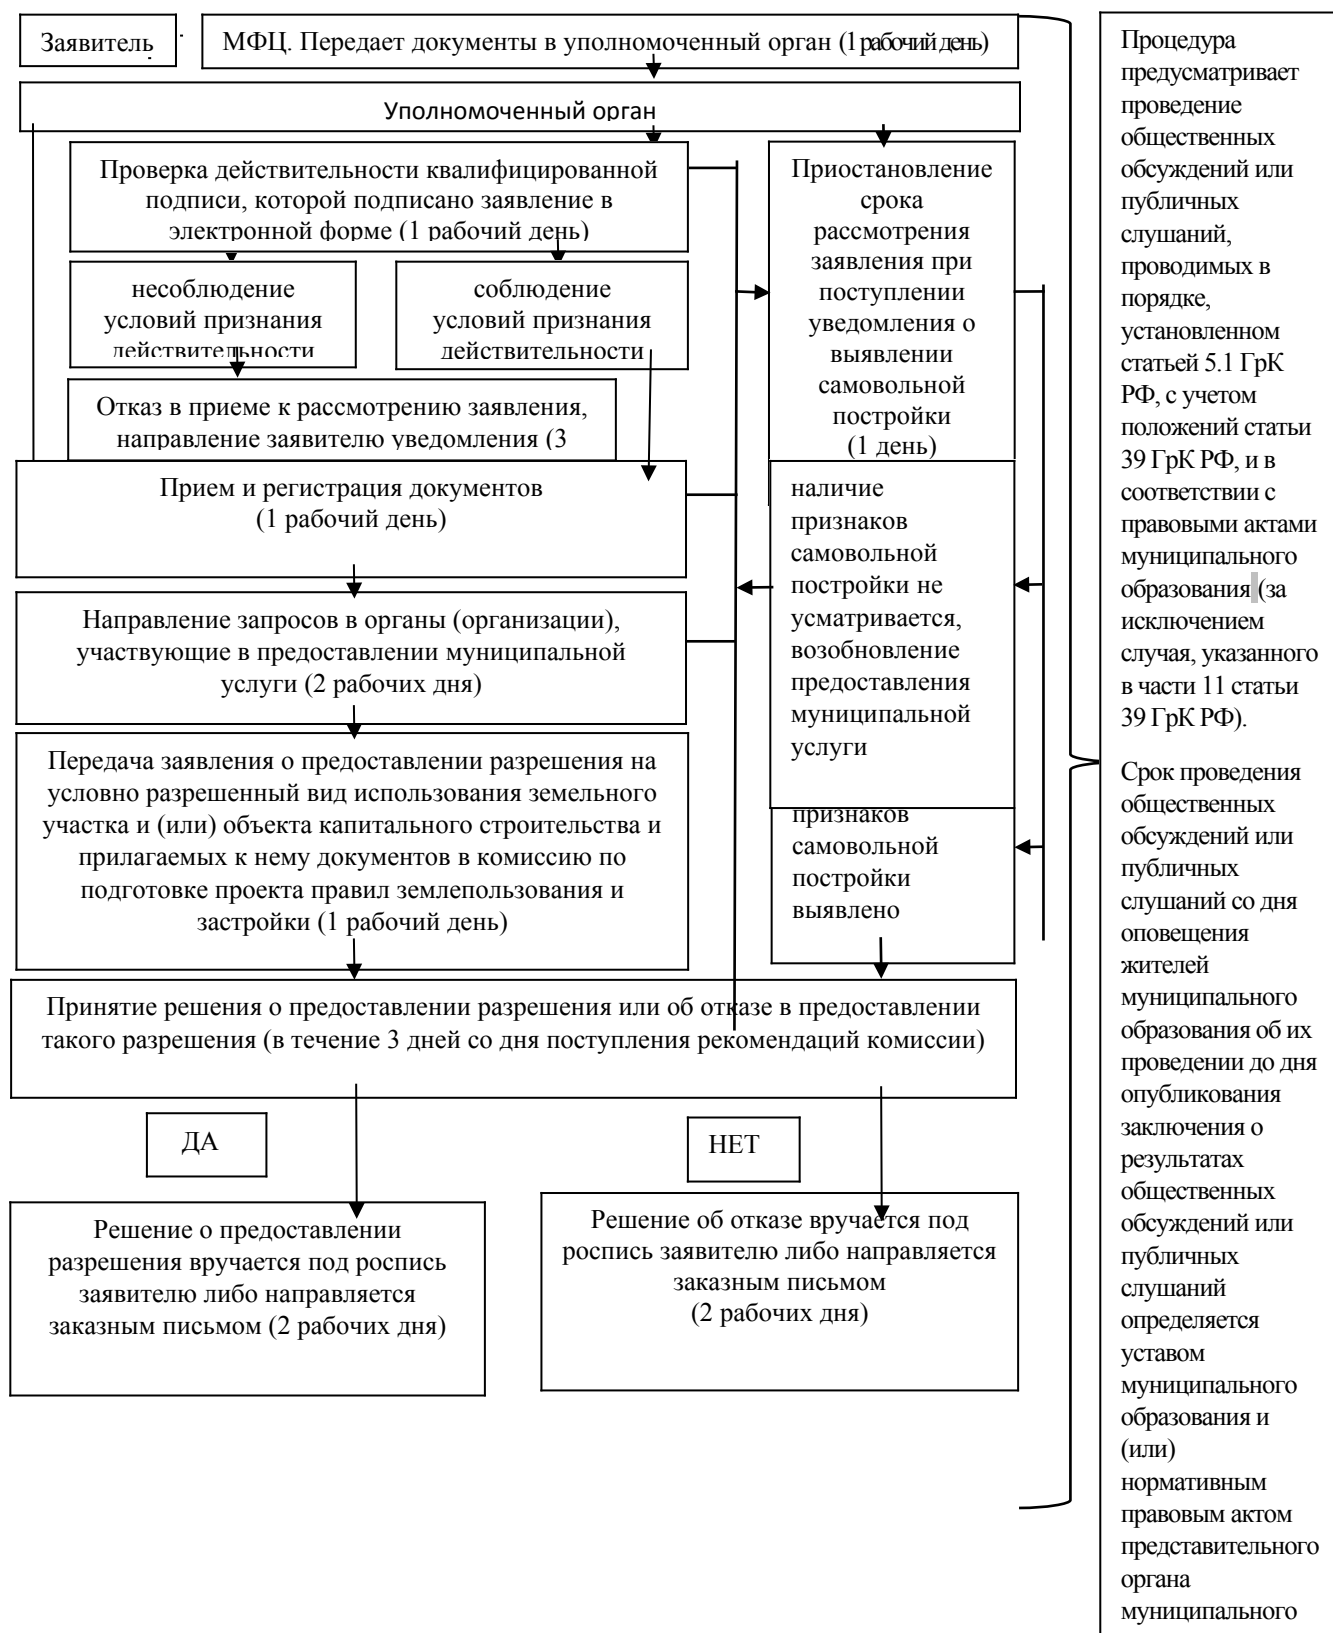 Заявитель
МФЦ. Передает документы в уполномоченный орган (1 рабочий день)
Уполномоченный орган
Проверка действительности квалифицированной
подписи, которой подписано заявление в
электронной форме (1 рабочий день)
несоблюдение
условий признания
действительности
соблюдение
условий признания
действительности
Отказ в приеме к рассмотрению заявления,
направление заявителю уведомления (3
Прием и регистрация документов
(1 рабочий день)
Направление запросов в органы (организации),
участвующие в предоставлении муниципальной
услуги (2 рабочих дня)
Передача заявления о предоставлении разрешения на
условно разрешенный вид использования земельного
участка и (или) объекта капитального строительства и
прилагаемых к нему документов в комиссию по
подготовке проекта правил землепользования и
застройки (1 рабочий день)
Приостановление
срока
рассмотрения
заявления при
поступлении
уведомления о
выявлении
самовольной
постройки
(1 день)
наличие
признаков
самовольной
постройки не
усматривается,
возобновление
предоставления
муниципальной
услуги
признаков
самовольной
постройки
выявлено
Принятие решения о предоставлении разрешения или об отказе в предоставлении
такого разрешения (в течение 3 дней со дня поступления рекомендаций комиссии)
ДА
НЕТ
Решение о предоставлении
разрешения вручается под роспись
заявителю либо направляется
заказным письмом (2 рабочих дня)
Решение об отказе вручается под
роспись заявителю либо направляется
заказным письмом
(2 рабочих дня)
Процедура
предусматривает
проведение
общественных
обсуждений или
публичных
слушаний,
проводимых в
порядке,
установленном
статьей 5.1 ГрК
РФ, с учетом
положений статьи
39 ГрК РФ, и в
соответствии с
правовыми актами
муниципального
образования (за
исключением
случая, указанного
в части 11 статьи
39 ГрК РФ).
Срок проведения
общественных
обсуждений или
публичных
слушаний со дня
оповещения
жителей
муниципального
образования об их
проведении до дня
опубликования
заключения о
результатах
общественных
обсуждений или
публичных
слушаний
определяется
уставом
муниципального
образования и
(или)
нормативным
правовым актом
представительного
органа
муниципального